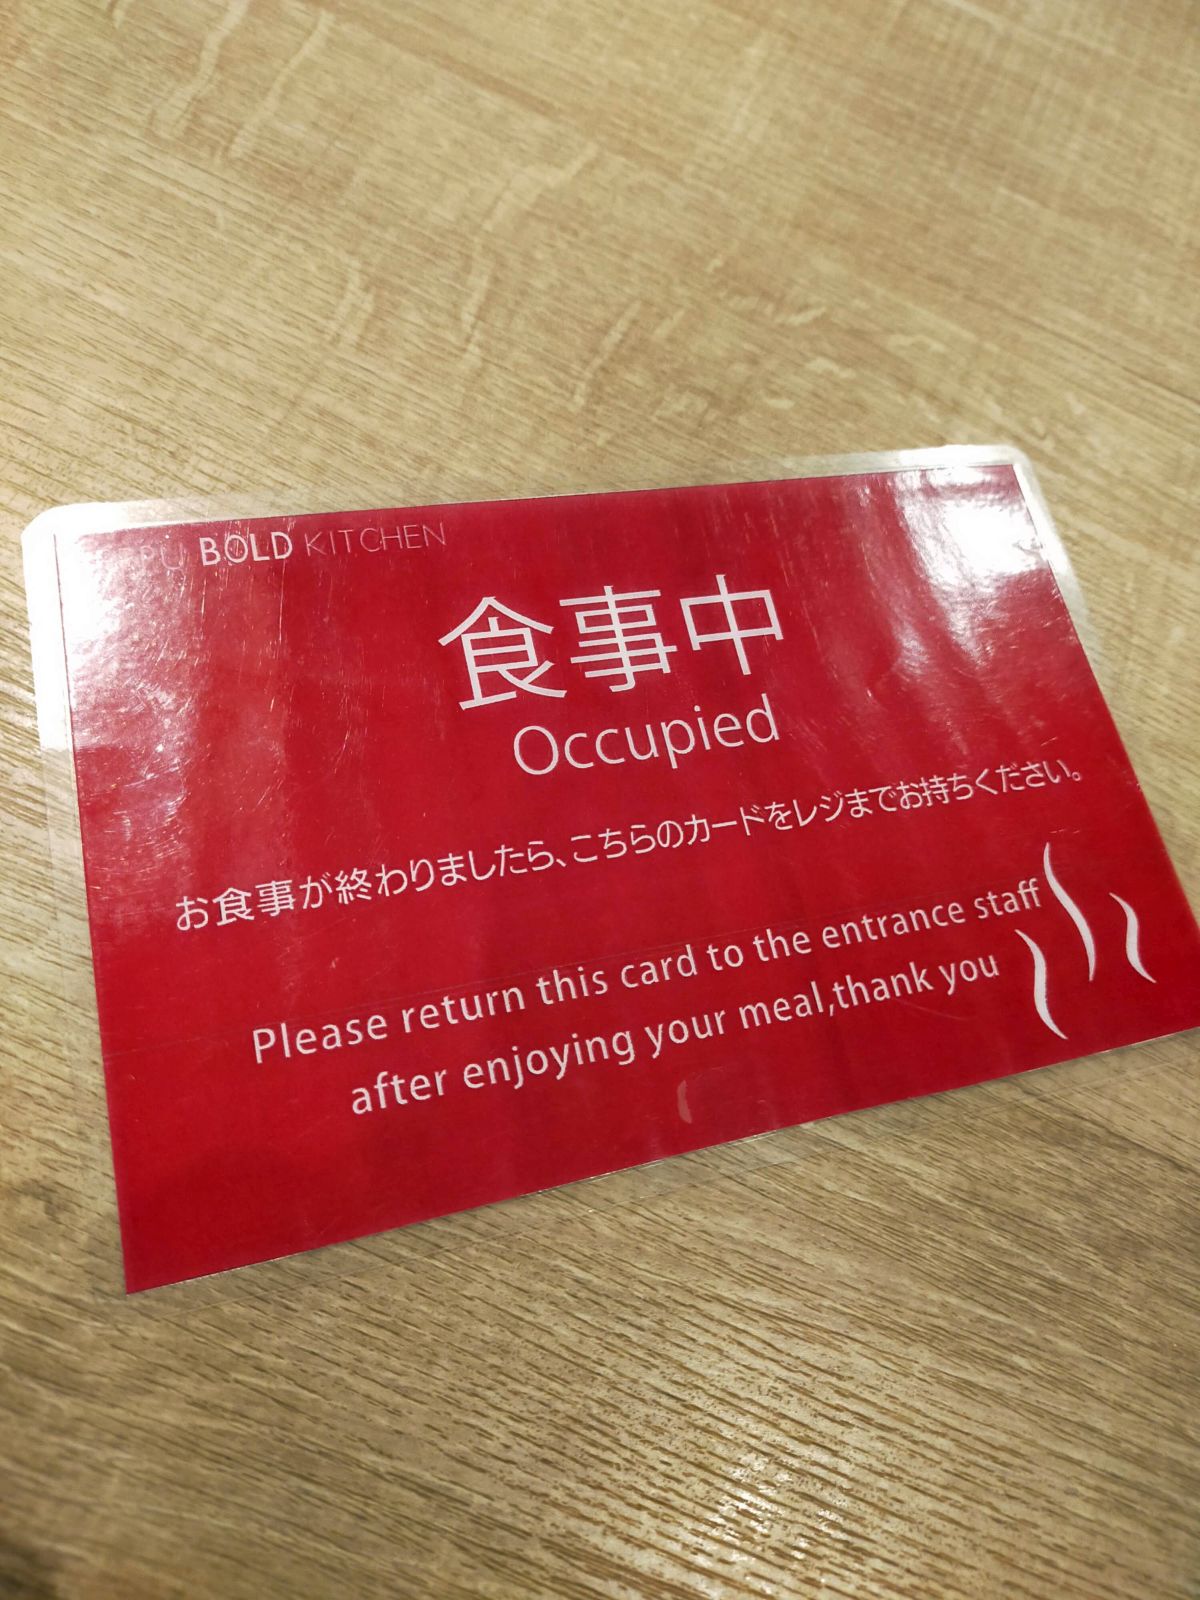 BOLD KITCHEN
食事中
Occupied
お食事が終わりましたら、こちらのカードをレジまでお持ちください。
Please return this card to the entrance staff
after enjoying your meal,thank you